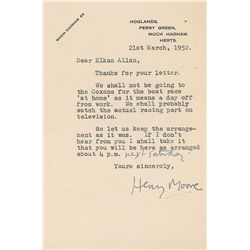 MUCH HADHAM 66
HOGLANDS,
PERRY GREEN,
MUCH HADHAM,
HERTS.
21st March, 1952.
Dear Elkan Allan,
Thanks for your letter.
We shall not be going to
the Coxons for the boat race
'at home' as it means a day off
from work. We shall probably
watch the actual racing part on
television.
So let us keep the arrange-
ment as it was. If I don't
hear from you I shall take it
that you will be here as arranged
about 4 p.m. next Saturday
Yours sincerely,
Henry Moore